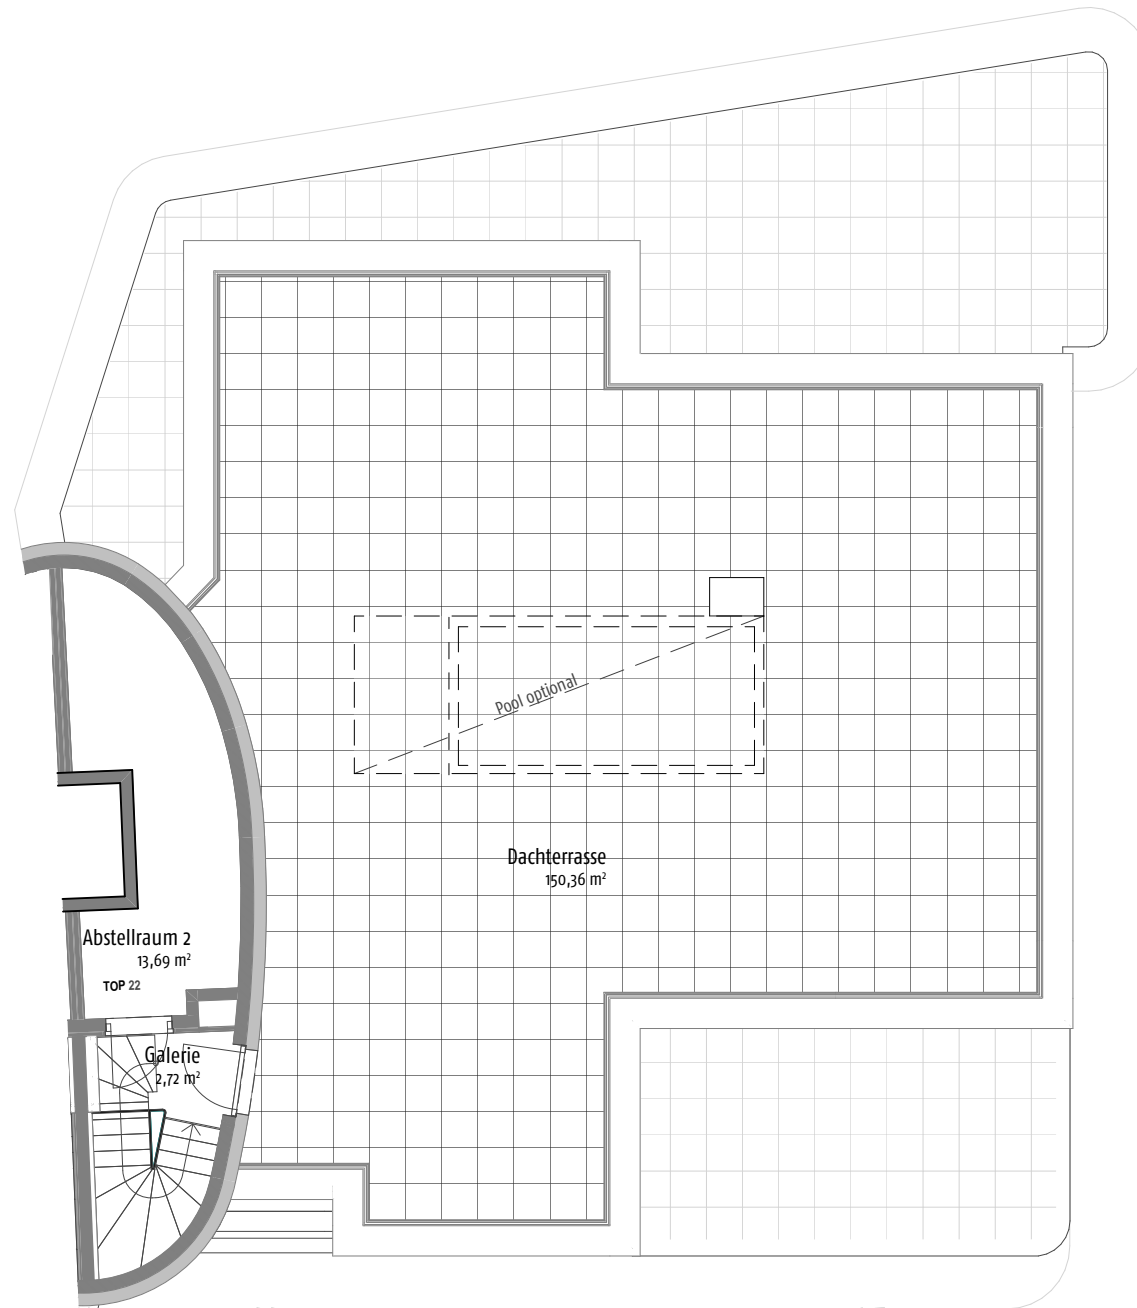 Pool optional
Dachterrasse
150,36 m²
Abstellraum 2
13,69 m²
TOP 22
Galerie
2,72 m²